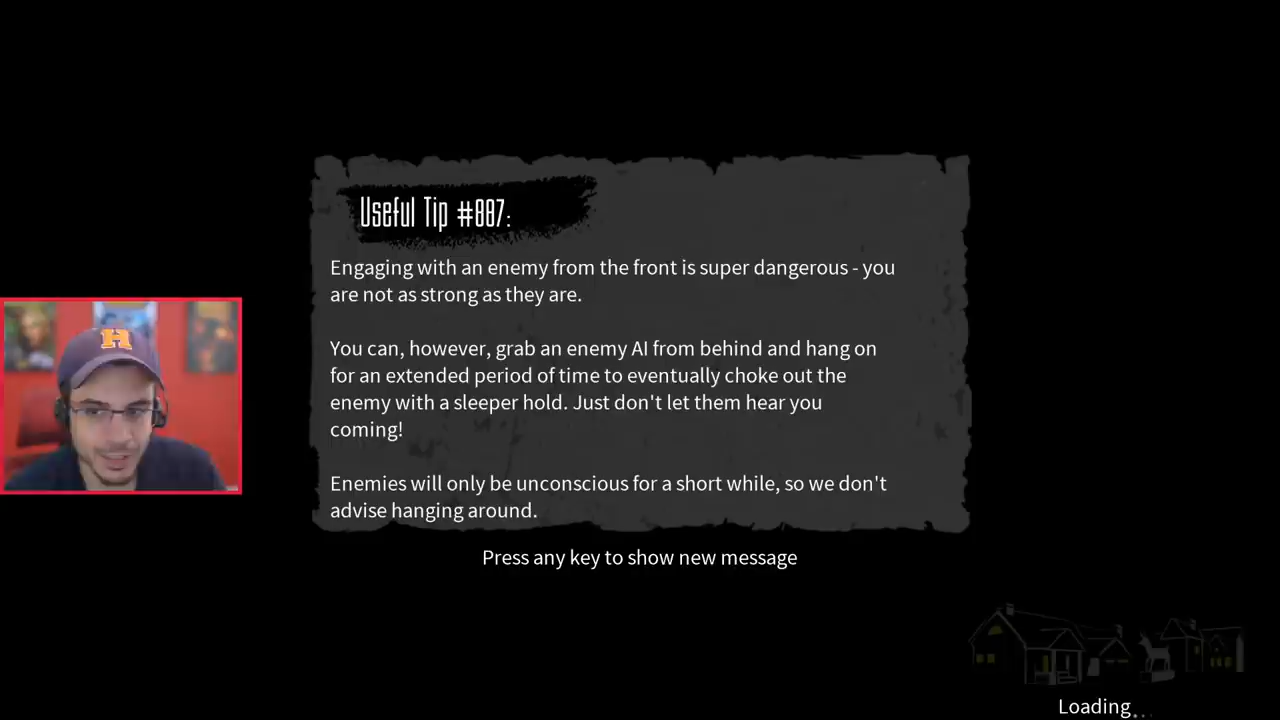 Useful Tip #087:
Engaging with an enemy from the front is super dangerous - you
are not as strong as they are.
You can, however, grab an enemy AI from behind and hang on
for an extended period of time to eventually choke out the
enemy with a sleeper hold. Just don't let them hear you
coming!
Enemies will only be unconscious for a short while, so we don't
advise hanging around.
Press any key to show new message
H
Loading...